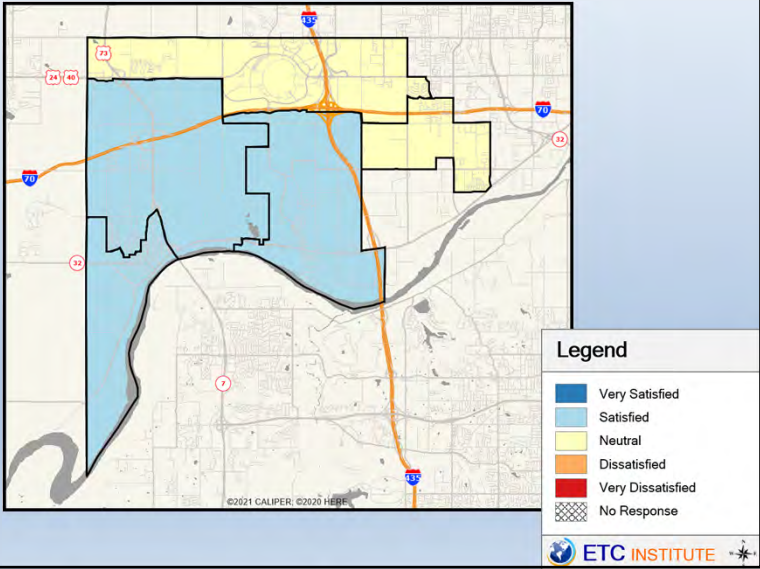 435
73
24 40
70
32
70
32
7
435
©2021 CALIPER; ©2020 HERE
Legend
Very Satisfied
Satisfied
Neutral
Dissatisfied
Very Dissatisfied
No Response
ETC INSTITUTE